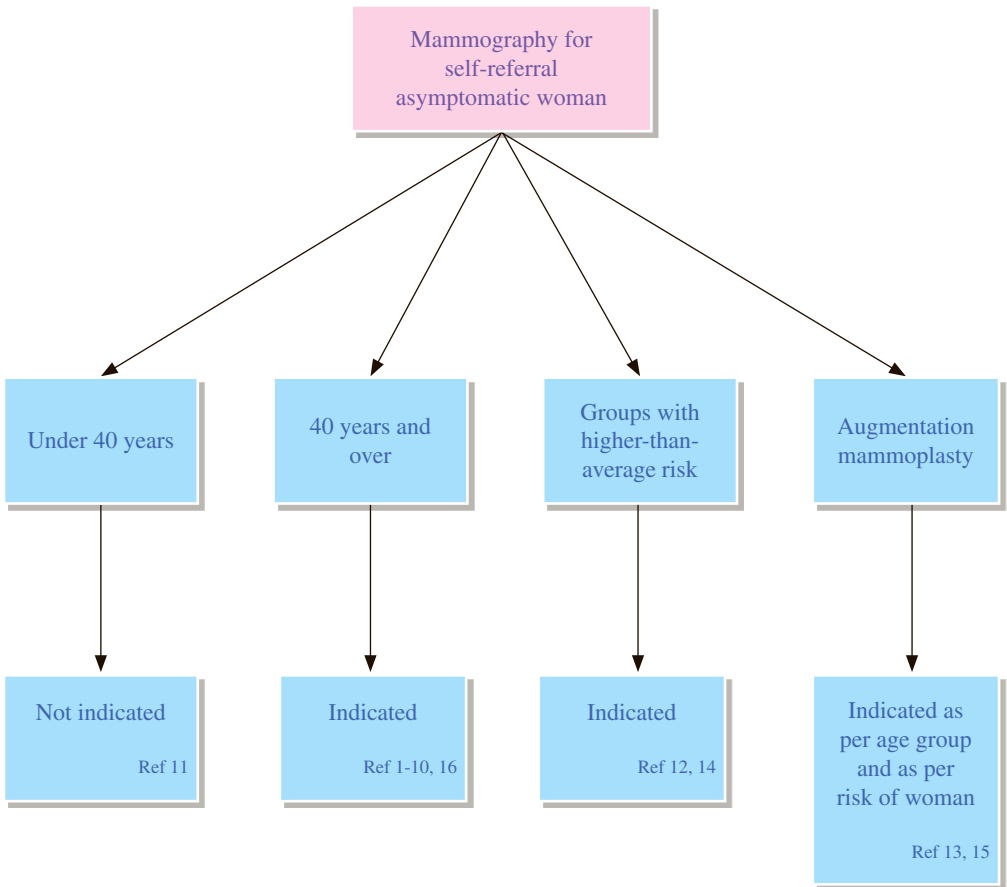 Mammography for
self-referral
asymptomatic woman
Under 40 years
40 years and
over
Groups with
higher-than-
average risk
Augmentation
mammoplasty
Not indicated
Ref 11
Indicated
Ref 1-10, 16
Indicated
Ref 12, 14
Indicated as
per age group
and as per
risk of woman
Ref 13, 15